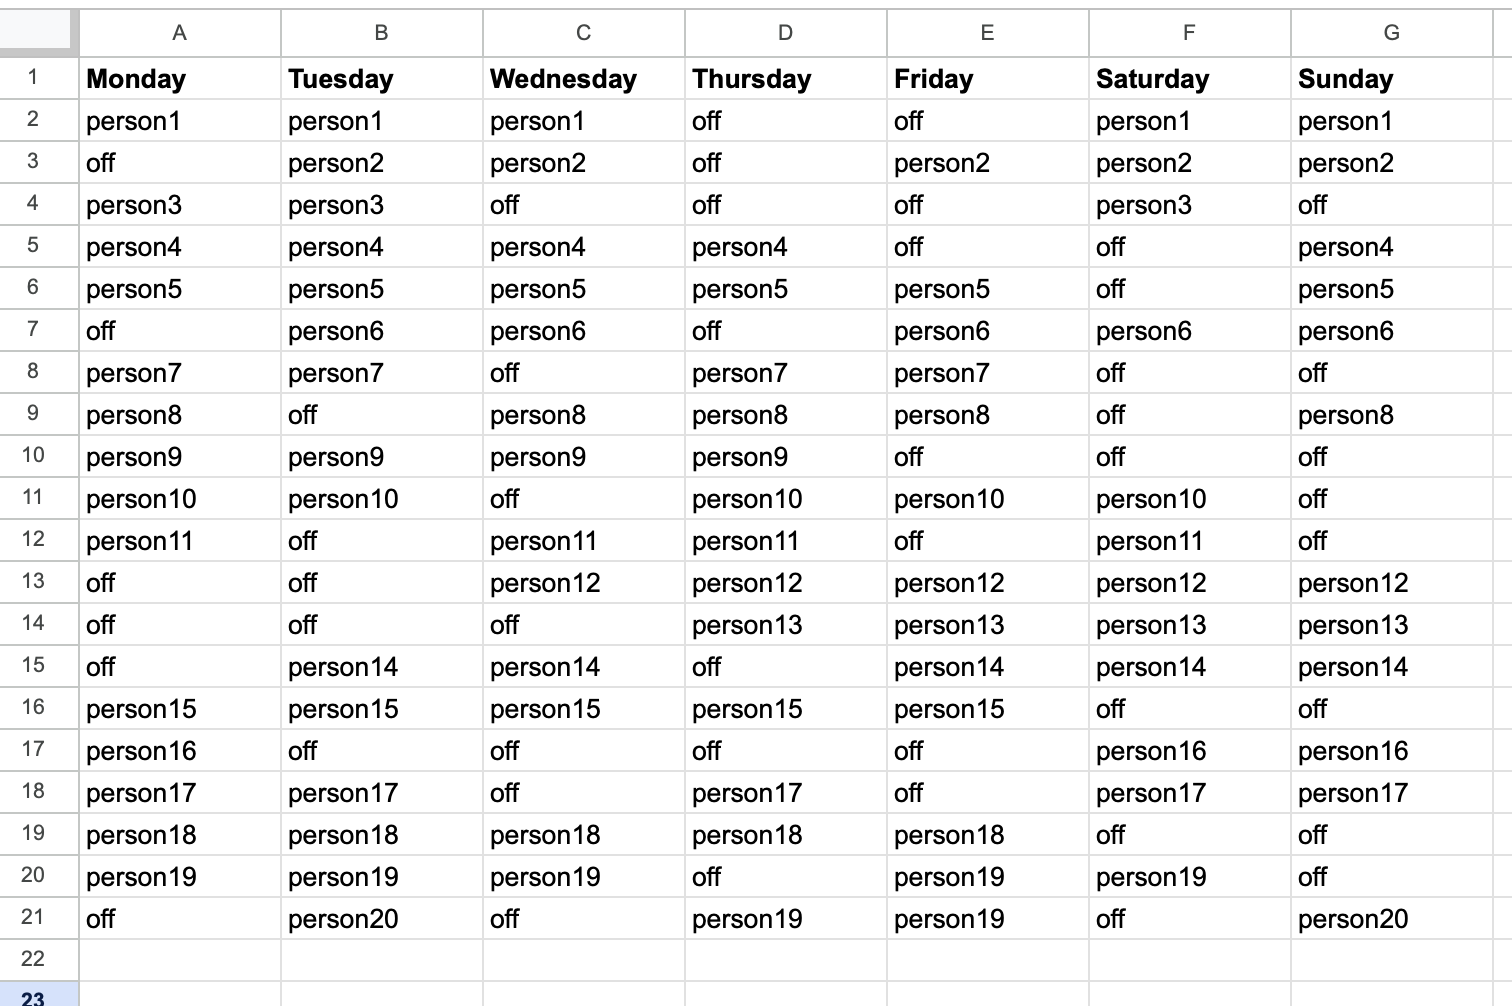 A B C D E F G
1 Monday Tuesday Wednesday Thursday Friday Saturday Sunday
2 person1 person1 person1 off off person1 person1
3 off person2 person2 off person2 person2 person2
4 person3 person3 off off off person3 off
5 person4 person4 person4 person4 off off person4
6 person5 person5 person5 person5 person5 off person5
7 off person6 person6 off person6 person6 person6
8 person7 person7 off person7 person7 off off
9 person8 off person8 person8 person8 off person8
10 person9 person9 person9 person9 off off off
11 person10 person10 off person10 person10 person10 off
12 person11 off person11 person11 off person11 off
13 off off person12 person12 person12 person12 person12
14 off off off person13 person13 person13 person13
15 off person14 person14 off person14 person14 person14
16 person15 person15 person15 person15 person15 off off
17 person16 off off off off person16 person16
18 person17 person17 off person17 off person17 person17
19 person18 person18 person18 person18 person18 off off
20 person19 person19 person19 off person19 person19 off
21 off person20 off person19 person19 off person20
22
23